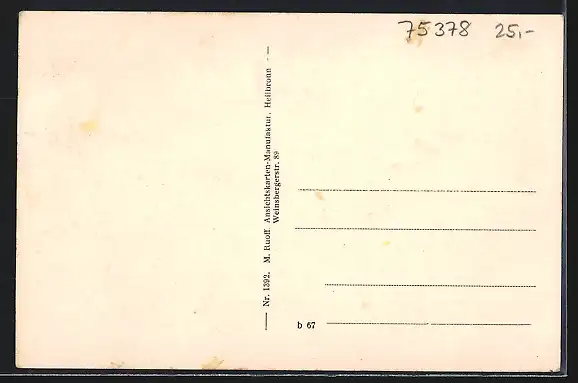 75378 25,-
Nr. 1392. M. Ruoff Ansichtskarten-Manufaktur, Heilbronn
Weinsbergerstr. 89
b 67